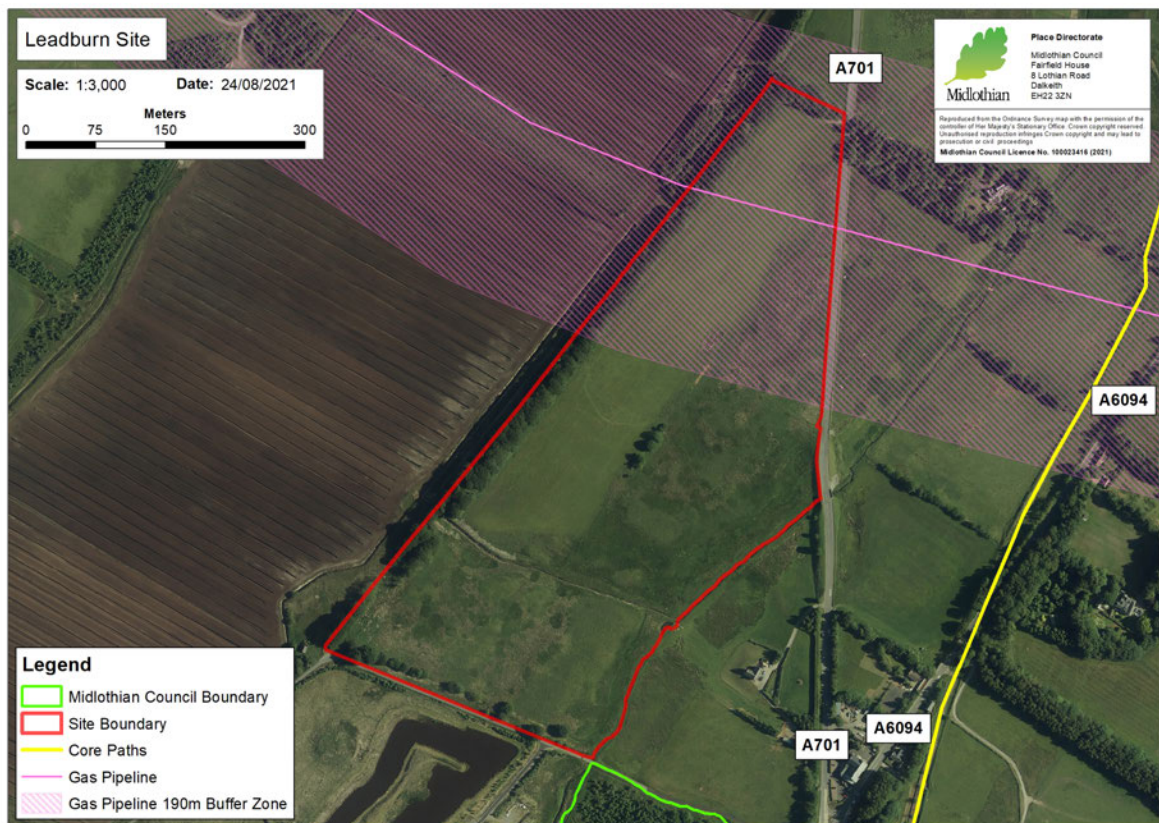 Leadburn Site
Scale: 1:3,000 Date: 24/08/2021
Meters
0 75 150 300
A701
Midlothian
Place Directorate
Midlothian Council
Fairfield House
8 Lothian Road
Dalkeith
EH22 3ZN
Reproduced from the Ordnance Survey map with the permission of the
controller of Her Majesty's Stationary Office. Crown copyright reserved.
Unauthorised reproduction infringes Crown copyright and may lead to
prosecution or civil proceedings
Midlothian Council Licence No. 100023416 (2021)
A6094
A6094
A701
Legend
Midlothian Council Boundary
Site Boundary
Core Paths
Gas Pipeline
Gas Pipeline 190m Buffer Zone